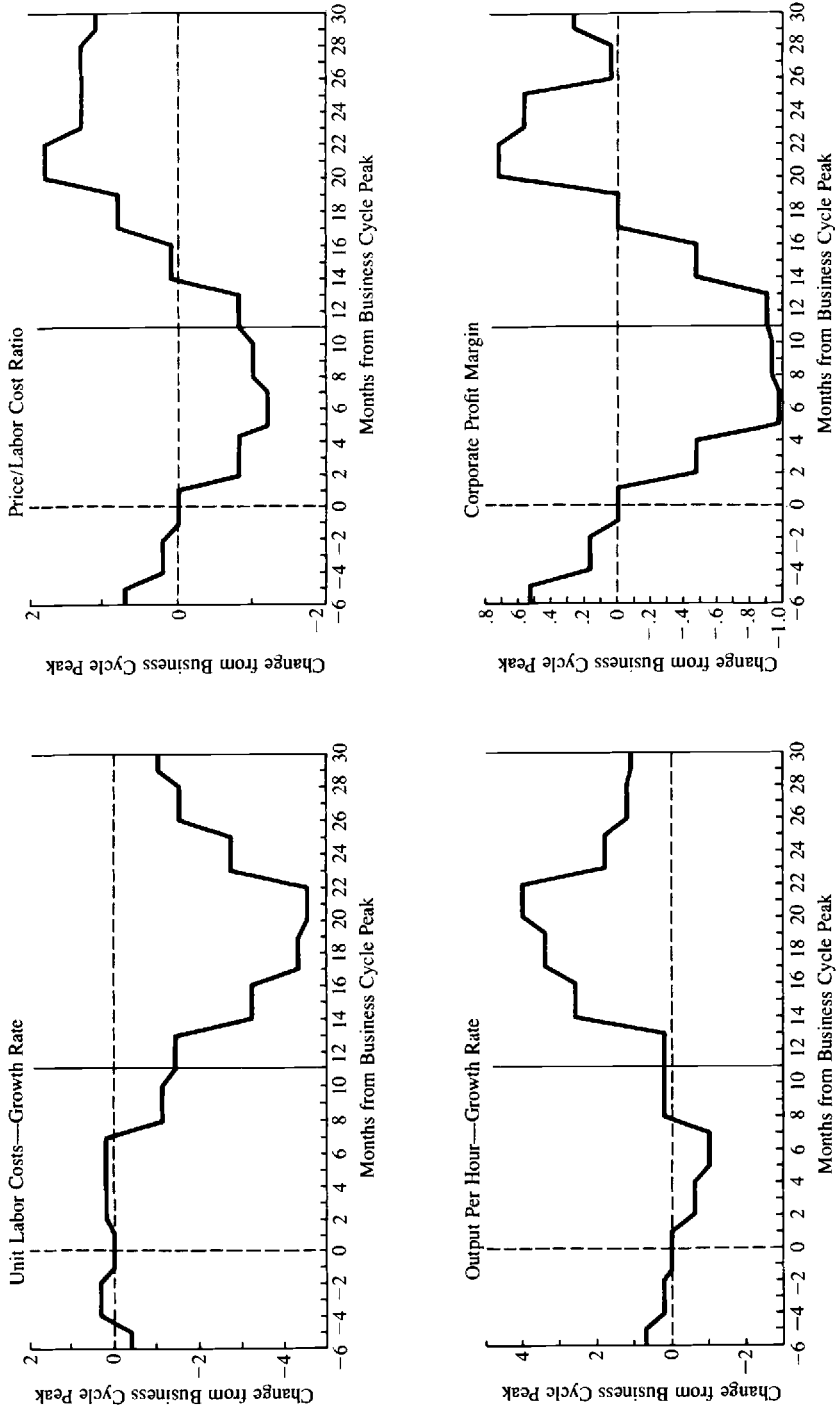 Unit Labor Costs—Growth Rate
Change from Business Cycle Peak
2
0
−2
−4
−6 −4 −2 0 2 4 6 8 10 12 14 16 18 20 22 24 26 28 30
Months from Business Cycle Peak
Price/Labor Cost Ratio
Change from Business Cycle Peak
2
0
−2
−6 −4 −2 0 2 4 6 8 10 12 14 16 18 20 22 24 26 28 30
Months from Business Cycle Peak
Output Per Hour—Growth Rate
Change from Business Cycle Peak
4
2
0
−2
−6 −4 −2 0 2 4 6 8 10 12 14 16 18 20 22 24 26 28 30
Months from Business Cycle Peak
Corporate Profit Margin
Change from Business Cycle Peak
.8
.6
.4
.2
0
−.2
−.4
−.6
−.8
−1.0
−6 −4 −2 0 2 4 6 8 10 12 14 16 18 20 22 24 26 28 30
Months from Business Cycle Peak